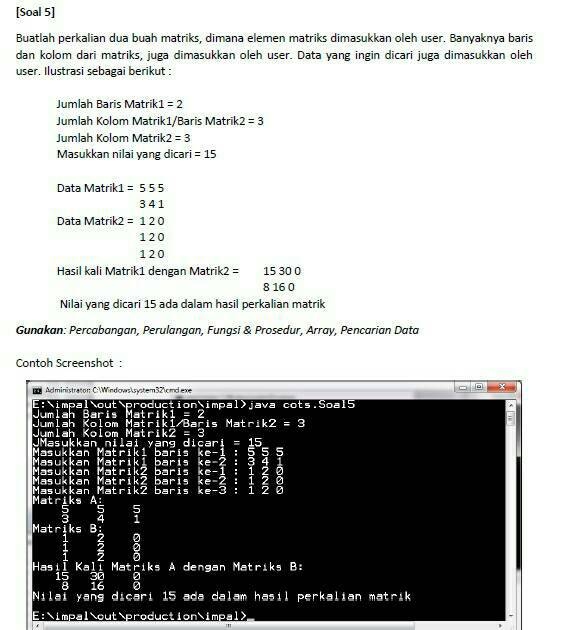 [Soal 5]
Buatlah perkalian dua buah matriks, dimana elemen matriks dimasukkan oleh user. Banyaknya baris
dan kolom dari matriks, juga dimasukkan oleh user. Data yang ingin dicari juga dimasukkan oleh
user. Ilustrasi sebagai berikut :
Jumlah Baris Matrik1 = 2
Jumlah Kolom Matrik1/Baris Matrik2 = 3
Jumlah Kolom Matrik2 = 3
Masukkan nilai yang dicari = 15
Data Matrik1 = 5 5 5
3 4 1
Data Matrik2 = 1 2 0
1 2 0
1 2 0
Hasil kali Matrik1 dengan Matrik2 = 15 30 0
8 16 0
Nilai yang dicari 15 ada dalam hasil perkalian matrik
Gunakan: Percabangan, Perulangan, Fungsi & Prosedur, Array, Pencarian Data
Contoh Screenshot :
Administrator: C:\Windows\system32\cmd.exe
E:\impal\out\production\impal>java cots.Soal5
Jumlah Baris Matrik1 = 2
Jumlah Kolom Matrik1/Baris Matrik2 = 3
Jumlah Kolom Matrik2 = 3
JMasukkan nilai yang dicari = 15
Masukkan Matrik1 baris ke-1 : 5 5 5
Masukkan Matrik1 baris ke-2 : 3 4 1
Masukkan Matrik2 baris ke-1 : 1 2 0
Masukkan Matrik2 baris ke-2 : 1 2 0
Masukkan Matrik2 baris ke-3 : 1 2 0
Matriks A:
5 5 5
3 4 1
Matriks B:
1 2 0
1 2 0
1 2 0
Hasil Kali Matriks A dengan Matriks B:
15 30 0
8 16 0
Nilai yang dicari 15 ada dalam hasil perkalian matrik
E:\impal\out\production\impal>_